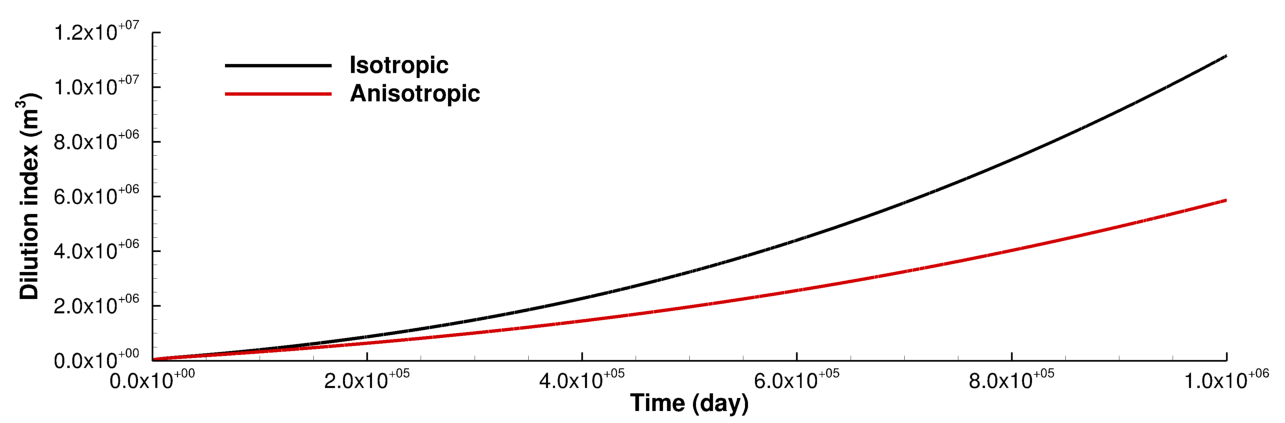 1.2x10⁺⁰⁷
1.0x10⁺⁰⁷
8.0x10⁺⁰⁶
6.0x10⁺⁰⁶
4.0x10⁺⁰⁶
2.0x10⁺⁰⁶
0.0x10⁺⁰⁰
Dilution index (m³)
Isotropic
Anisotropic
0.0x10⁺⁰⁰ 2.0x10⁺⁰⁵ 4.0x10⁺⁰⁵ 6.0x10⁺⁰⁵ 8.0x10⁺⁰⁵ 1.0x10⁺⁰⁶
Time (day)